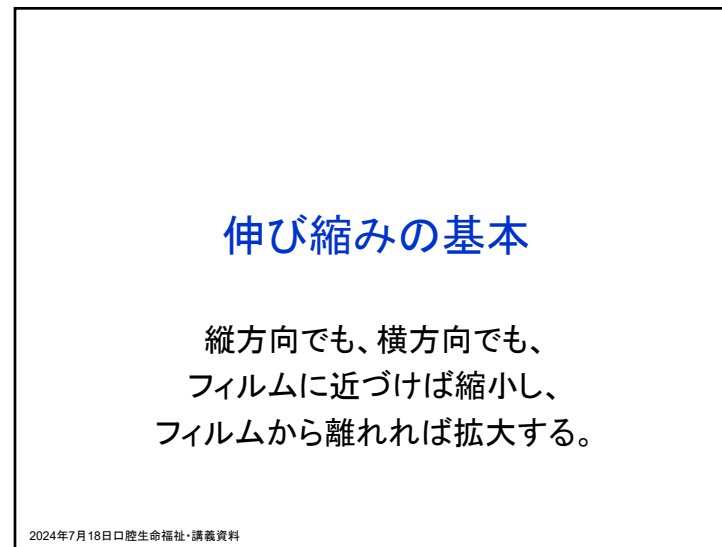 伸び縮みの基本
縦方向でも、横方向でも、
フィルムに近づけば縮小し、
フィルムから離れれば拡大する。
2024年7月18日口腔生命福祉・講義資料